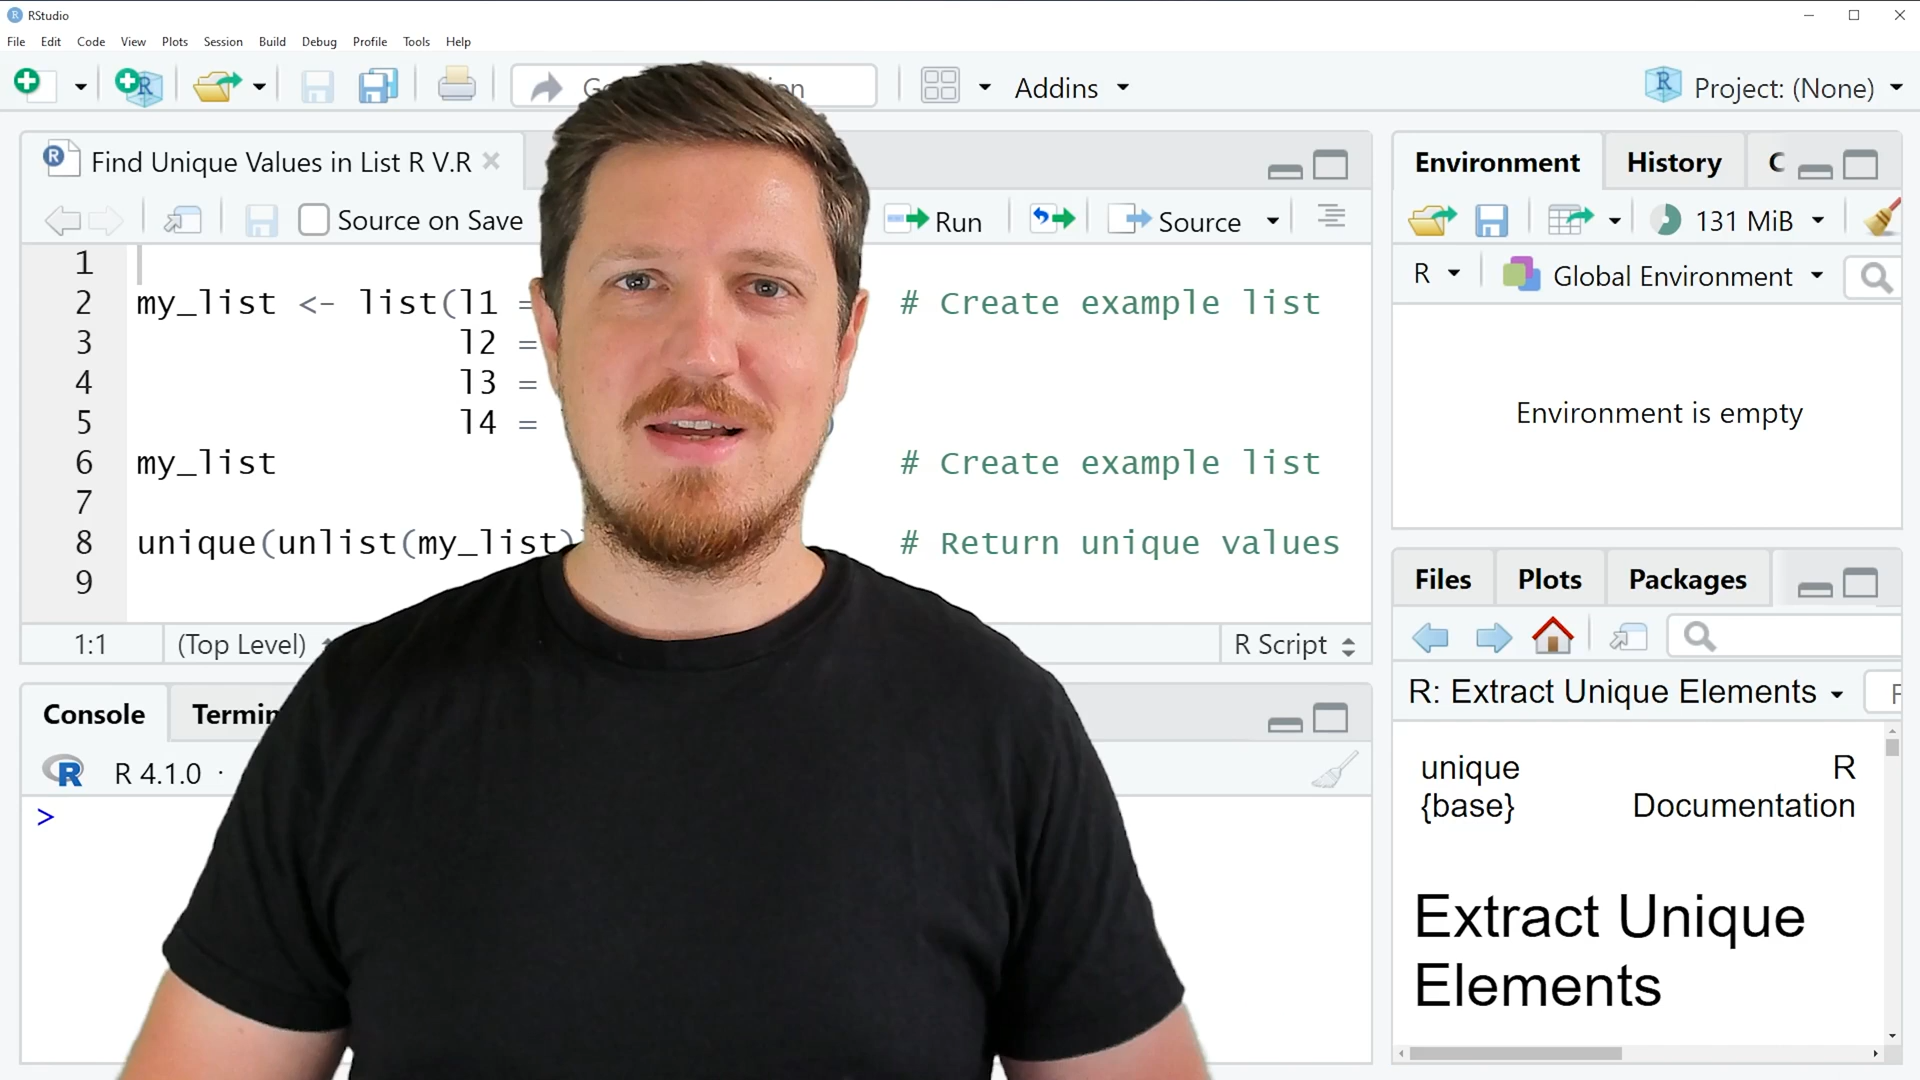 RStudio
File Edit Code View Plots Session Build Debug Profile Tools Help
Addins
Project: (None)
Find Unique Values in List R V.R
Source on Save
Run
Source
1
2 my_list <- list(l1 = # Create example list
3 l2 =
4 l3 =
5 l4 =
6 my_list # Create example list
7
8 unique(unlist(my_list) # Return unique values
9
1:1 (Top Level) R Script
Console
R 4.1.0 ·
>
Environment History
131 MiB
R Global Environment
Environment is empty
Files Plots Packages
R: Extract Unique Elements
unique R
{base} Documentation
Extract Unique
Elements